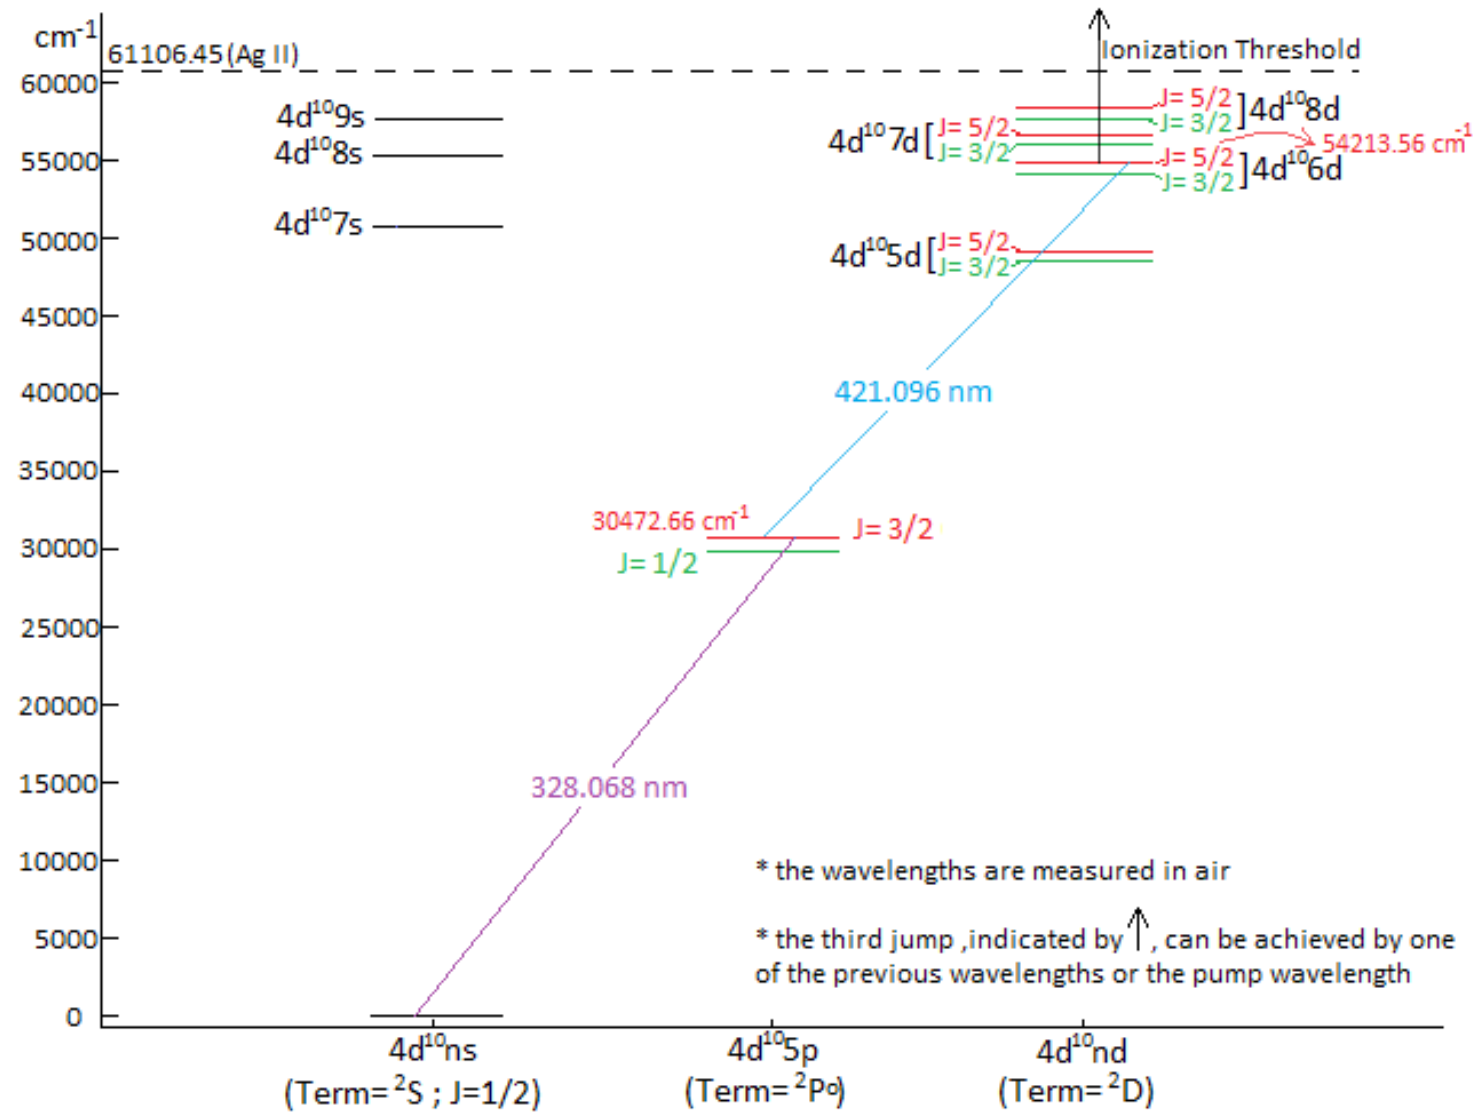 cm⁻¹
61106.45(Ag II)
Ionization Threshold
60000
55000
50000
45000
40000
35000
30000
25000
20000
15000
10000
5000
0
4d¹⁰9s
4d¹⁰8s
4d¹⁰7s
J= 5/2
J= 3/2
]4d¹⁰8d
4d¹⁰7d[
J= 5/2
J= 3/2
54213.56 cm⁻¹
J= 5/2
J= 3/2
]4d¹⁰6d
4d¹⁰5d[
J= 5/2
J= 3/2
421.096 nm
30472.66 cm⁻¹
J= 3/2
J= 1/2
328.068 nm
* the wavelengths are measured in air
* the third jump ,indicated by ↑, can be achieved by one
of the previous wavelengths or the pump wavelength
4d¹⁰ns
(Term= ²S ; J=1/2)
4d¹⁰5p
(Term= ²Pº)
4d¹⁰nd
(Term= ²D)